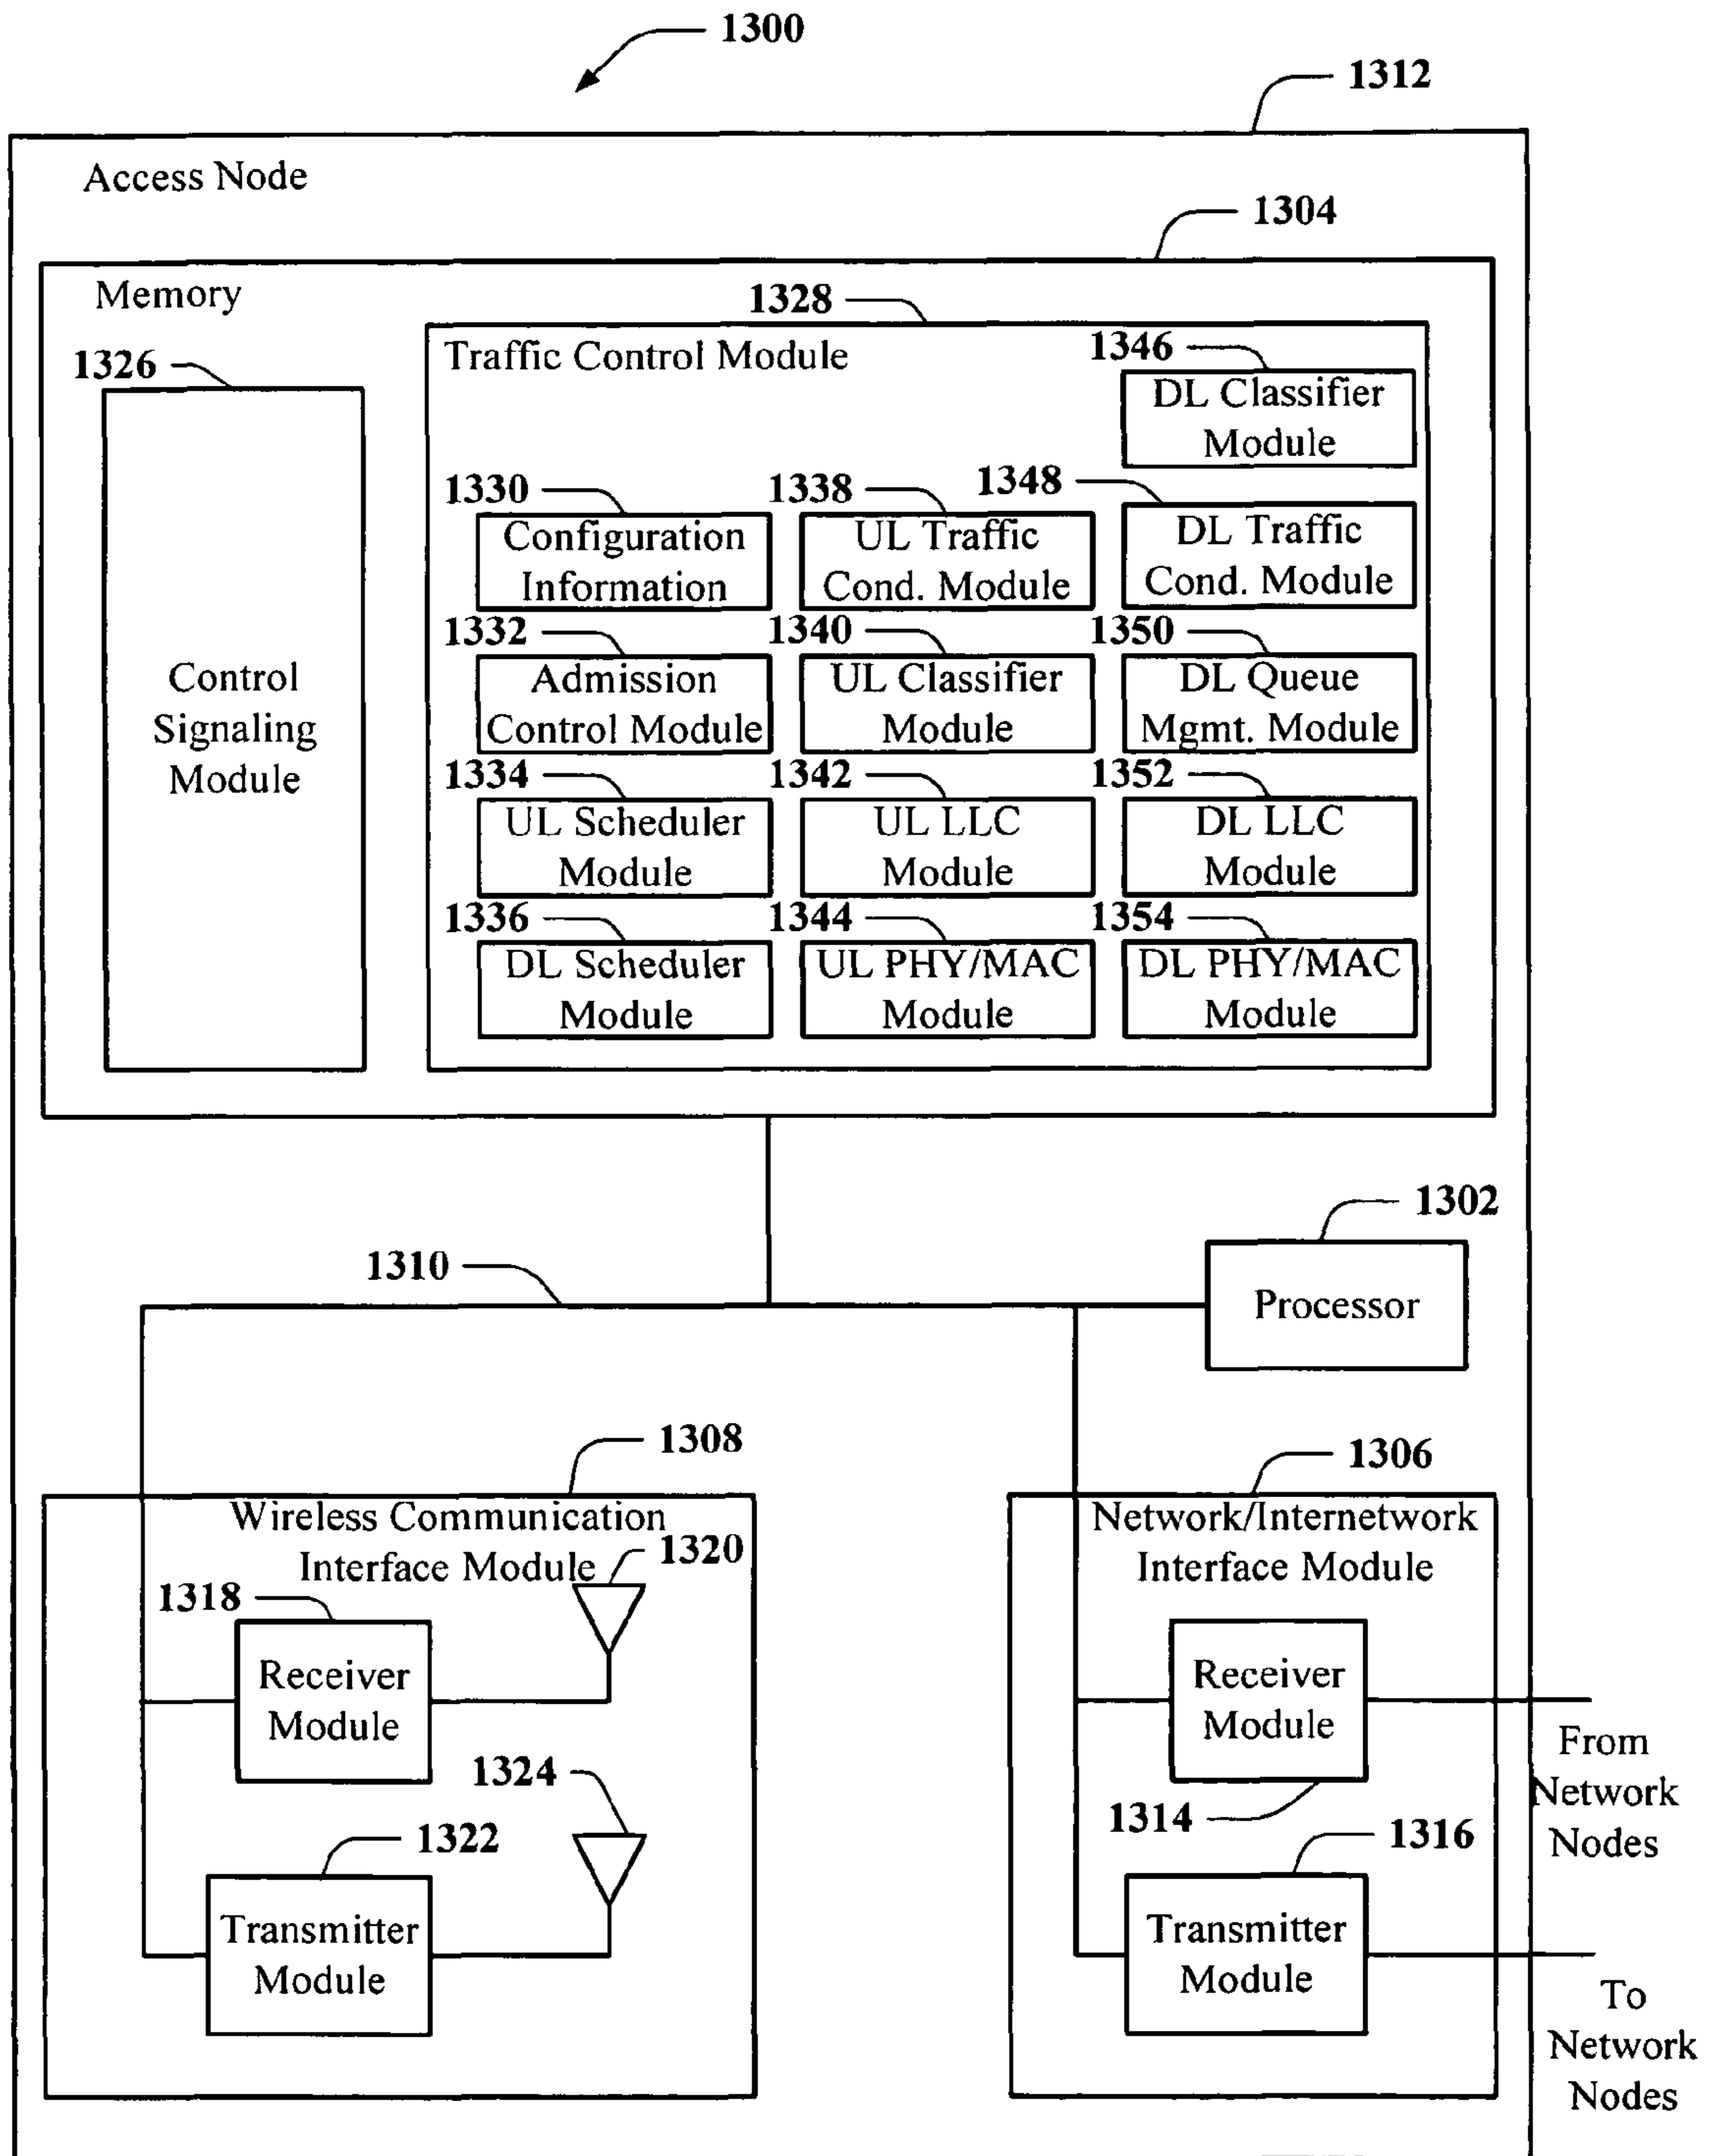 1300
1312
Access Node
1304
Memory
1328
1326
Traffic Control Module
1346
DL Classifier
Module
1330
1338
1348
Configuration
Information
UL Traffic
Cond. Module
DL Traffic
Cond. Module
1332
1340
1350
Admission
Control Module
UL Classifier
Module
DL Queue
Mgmt. Module
Control
Signaling
Module
1334
1342
1352
UL Scheduler
Module
UL LLC
Module
DL LLC
Module
1336
1344
1354
DL Scheduler
Module
UL PHY/MAC
Module
DL PHY/MAC
Module
1302
1310
Processor
1308
1306
Wireless Communication
Interface Module
1320
Network/Internetwork
Interface Module
1318
Receiver
Module
Receiver
Module
From
Network
Nodes
1324
1314
1322
1316
Transmitter
Module
Transmitter
Module
To
Network
Nodes